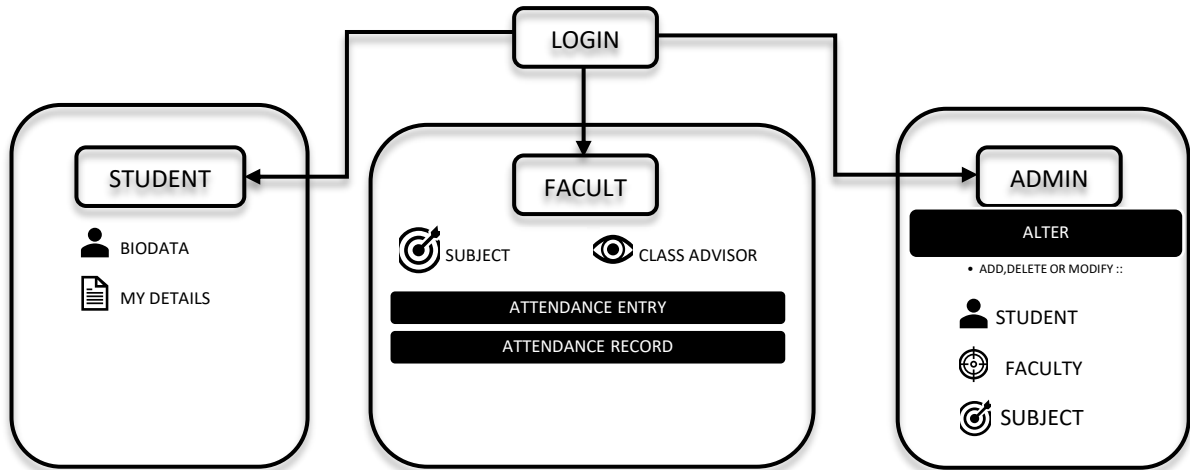 LOGIN
STUDENT
BIODATA
MY DETAILS
FACULT
SUBJECT
CLASS ADVISOR
ATTENDANCE ENTRY
ATTENDANCE RECORD
ADMIN
ALTER
• ADD,DELETE OR MODIFY ::
STUDENT
FACULTY
SUBJECT